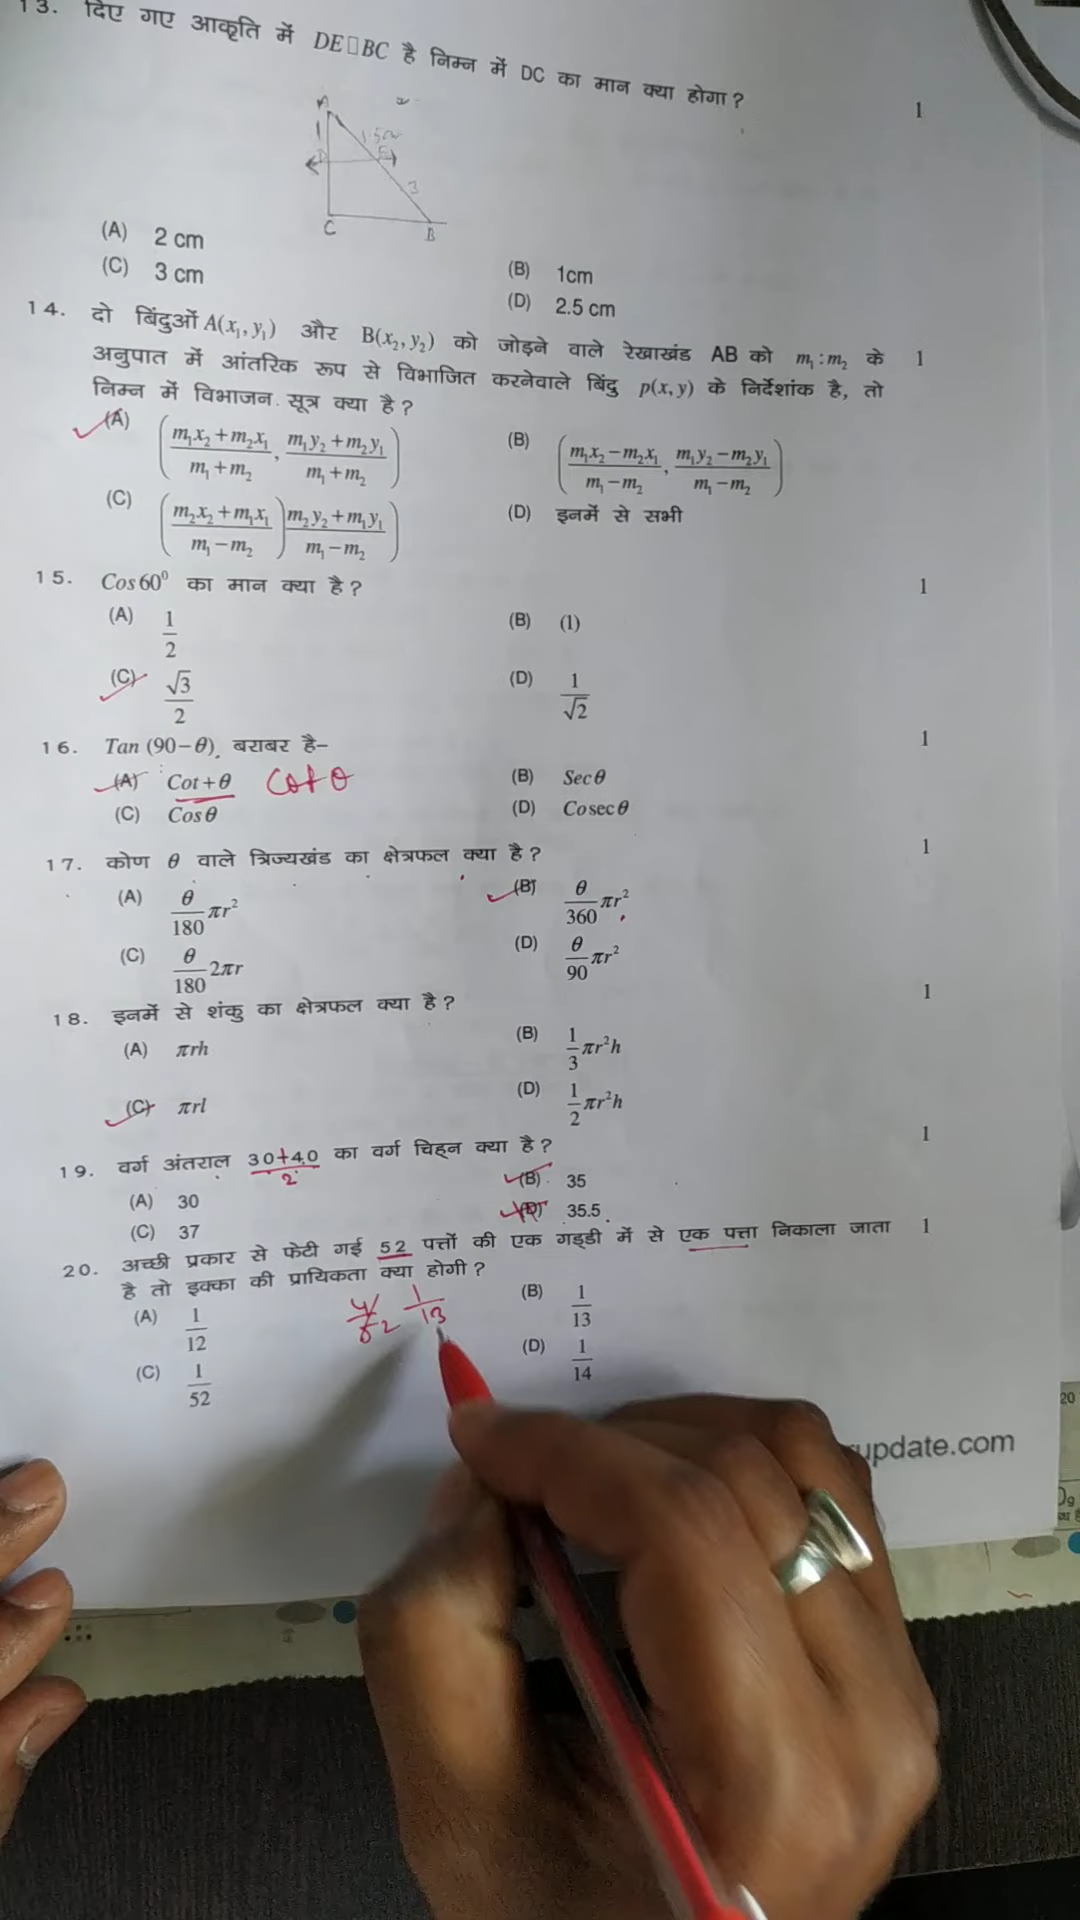 13. दिए गए आकृति में DE□BC है निम्न में DC का मान क्या होगा? 1
A
1 1.5cm
D E
3
C B
(A) 2 cm
(B) 1cm
(C) 3 cm
(D) 2.5 cm
14. दो बिंदुओं A(x₁, y₁) और B(x₂, y₂) को जोड़ने वाले रेखाखंड AB को m₁ : m₂ के 1
अनुपात में आंतरिक रूप से विभाजित करनेवाले बिंदु p(x, y) के निर्देशांक है, तो
निम्न में विभाजन सूत्र क्या है?
(A) ((m₁x₂ + m₂x₁)/(m₁ + m₂), (m₁y₂ + m₂y₁)/(m₁ + m₂))
(B) ((m₁x₂ − m₂x₁)/(m₁ − m₂), (m₁y₂ − m₂y₁)/(m₁ − m₂))
(C) ((m₂x₂ + m₁x₁)/(m₁ − m₂))(m₂y₂ + m₁y₁)/(m₁ − m₂))
(D) इनमें से सभी
15. Cos60⁰ का मान क्या है? 1
(A) 1/2
(B) (1)
(C) √3/2
(D) 1/√2
16. Tan (90−θ) बराबर है– 1
(A) Cot+θ cot θ
(B) Secθ
(C) Cosθ
(D) Cosecθ
17. कोण θ वाले त्रिज्यखंड का क्षेत्रफल क्या है? 1
(A) θ/180 πr²
(B) θ/360 πr²
(C) θ/180 2πr
(D) θ/90 πr²
18. इनमें से शंकु का क्षेत्रफल क्या है? 1
(A) πrh
(B) 1/3 πr²h
(C) πrl
(D) 1/2 πr²h
19. वर्ग अंतराल 30+40 का वर्ग चिह्न क्या है? 1
2
(A) 30
(B) 35
(C) 37
(D) 35.5
20. अच्छी प्रकार से फेटी गई 52 पत्तों की एक गड्डी में से एक पत्ता निकाला जाता 1
है तो इक्का की प्रायिकता क्या होगी?
4/52 1/13
(A) 1/12
(B) 1/13
(C) 1/52
(D) 1/14
update.com
20